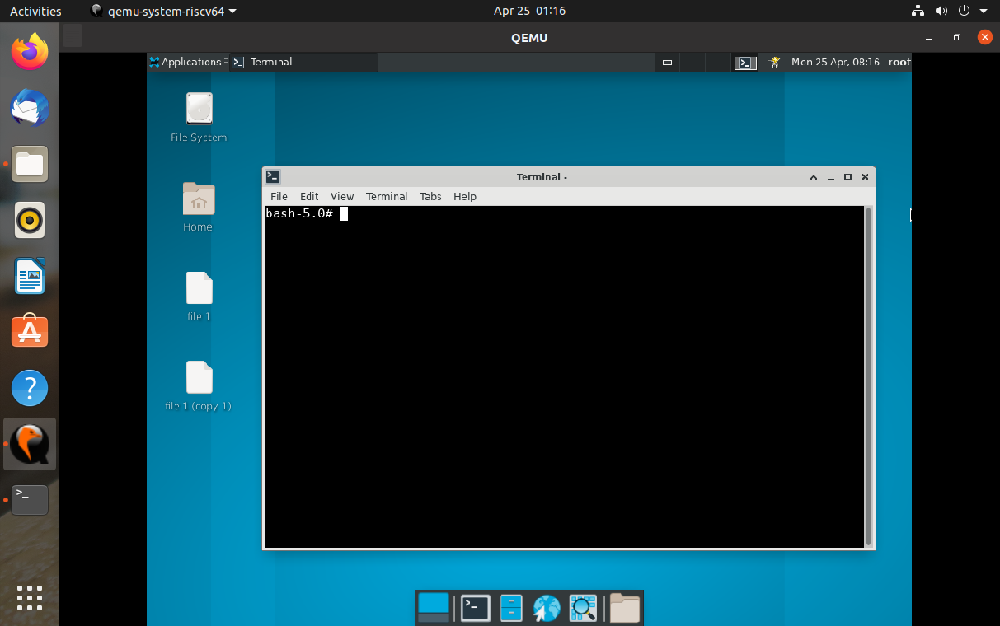 Activities
qemu-system-riscv64
Apr 25 01:16
QEMU
Applications
Terminal -
Mon 25 Apr, 08:16
root
File System
Home
file 1
file 1 (copy 1)
Terminal -
File Edit View Terminal Tabs Help
bash-5.0#